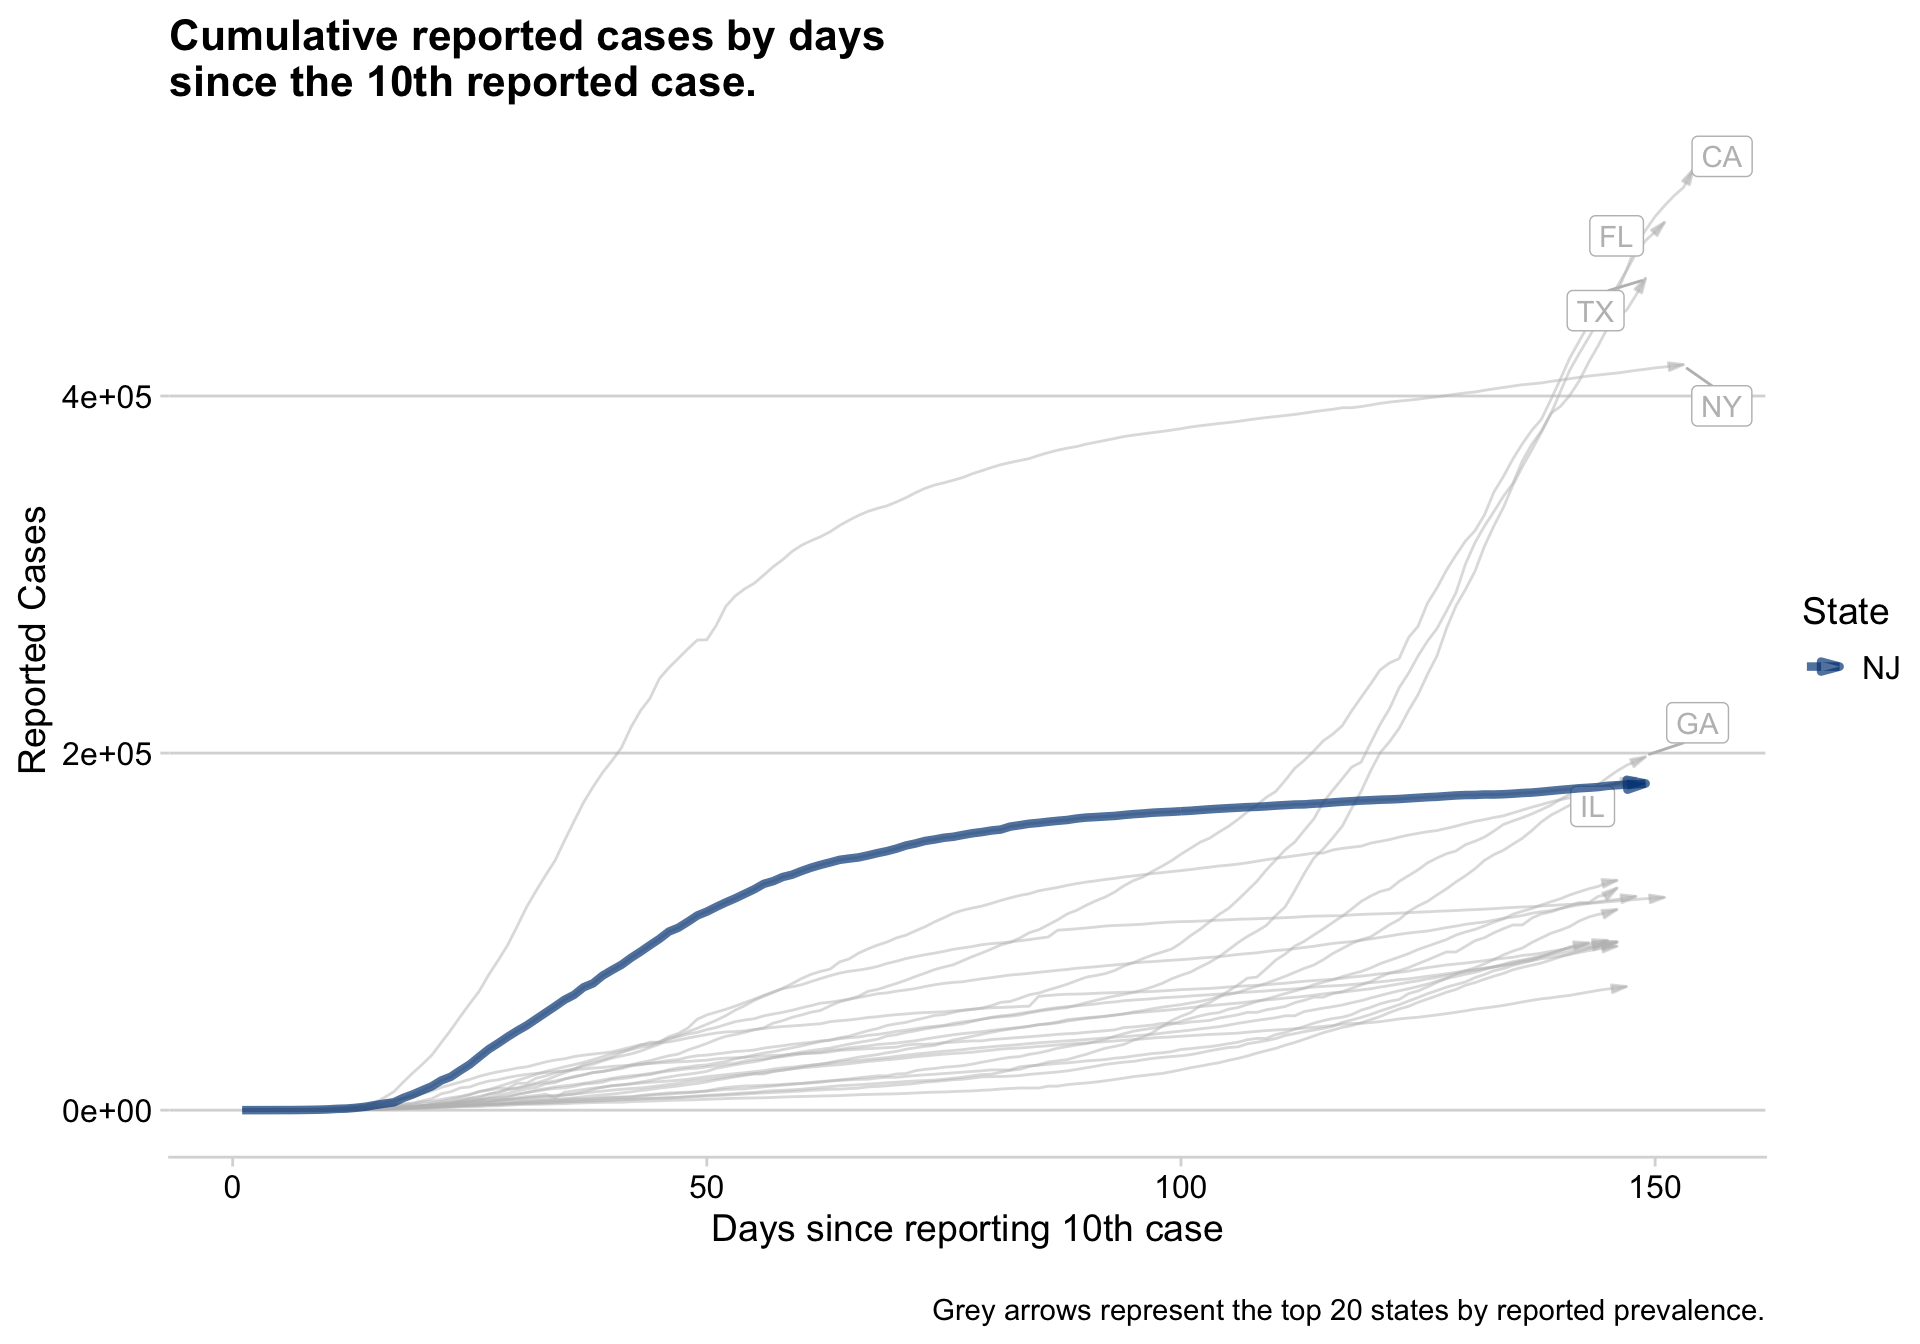 Cumulative reported cases by days
since the 10th reported case.
CA
FL
TX
4e+05
NY
Reported Cases
State
NJ
GA
2e+05
IL
0e+00
0 50 100 150
Days since reporting 10th case
Grey arrows represent the top 20 states by reported prevalence.